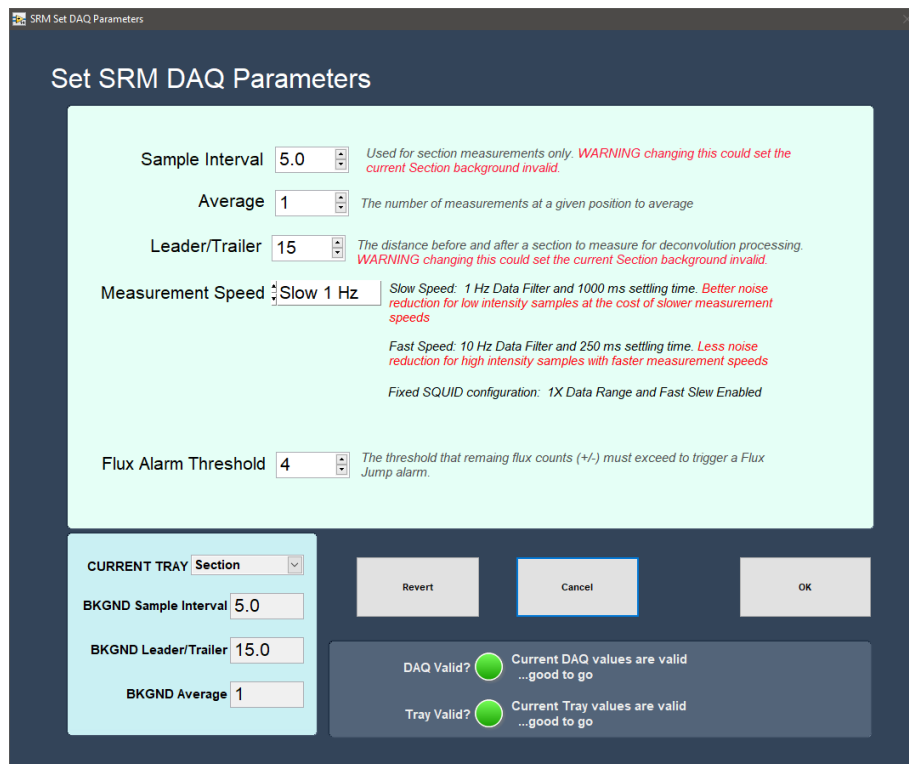 SRM Set DAQ Parameters
Set SRM DAQ Parameters
Sample Interval 5.0 Used for section measurements only. WARNING changing this could set the
current Section background invalid.
Average 1 The number of measurements at a given position to average
Leader/Trailer 15 The distance before and after a section to measure for deconvolution processing.
WARNING changing this could set the current Section background invalid.
Measurement Speed Slow 1 Hz Slow Speed: 1 Hz Data Filter and 1000 ms settling time. Better noise
reduction for low intensity samples at the cost of slower measurement
speeds
Fast Speed: 10 Hz Data Filter and 250 ms settling time. Less noise
reduction for high intensity samples with faster measurement speeds
Fixed SQUID configuration: 1X Data Range and Fast Slew Enabled
Flux Alarm Threshold 4 The threshold that remaing flux counts (+/-) must exceed to trigger a Flux
Jump alarm.
CURRENT TRAY Section
BKGND Sample Interval 5.0
BKGND Leader/Trailer 15.0
BKGND Average 1
Revert Cancel OK
DAQ Valid? Current DAQ values are valid
...good to go
Tray Valid? Current Tray values are valid
...good to go